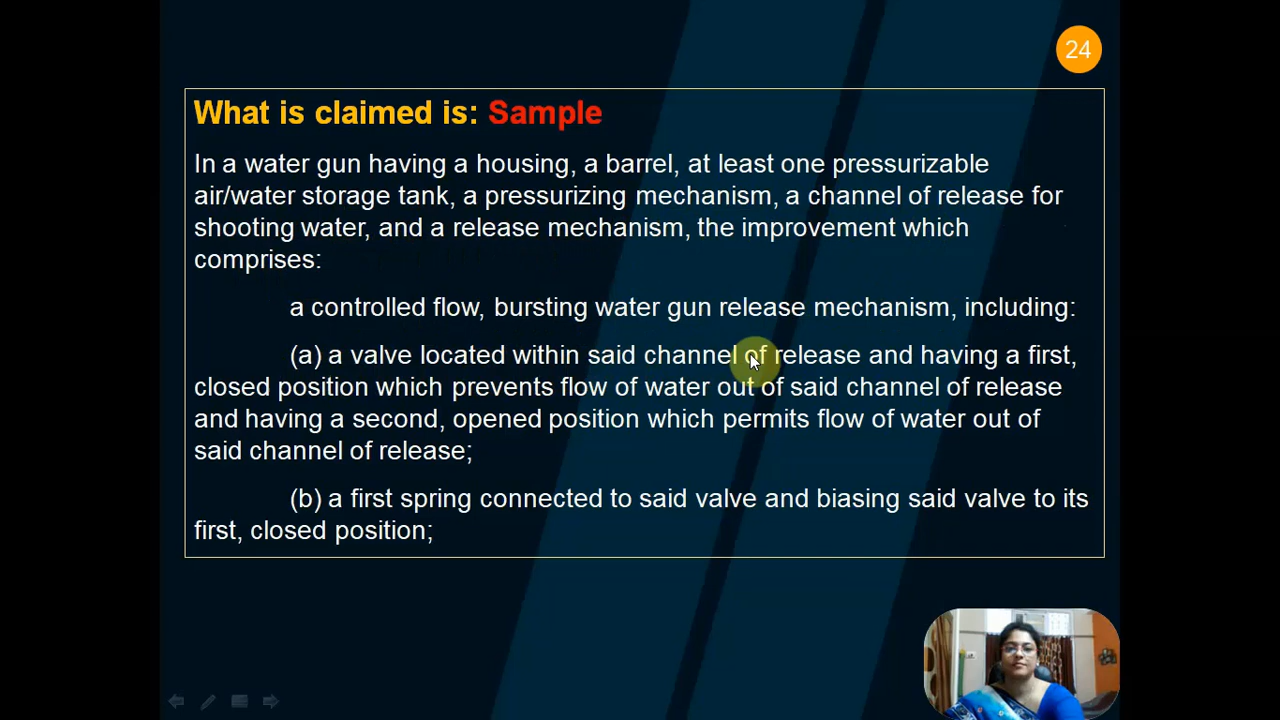 24
What is claimed is: Sample
In a water gun having a housing, a barrel, at least one pressurizable
air/water storage tank, a pressurizing mechanism, a channel of release for
shooting water, and a release mechanism, the improvement which
comprises:
a controlled flow, bursting water gun release mechanism, including:
(a) a valve located within said channel of release and having a first,
closed position which prevents flow of water out of said channel of release
and having a second, opened position which permits flow of water out of
said channel of release;
(b) a first spring connected to said valve and biasing said valve to its
first, closed position;